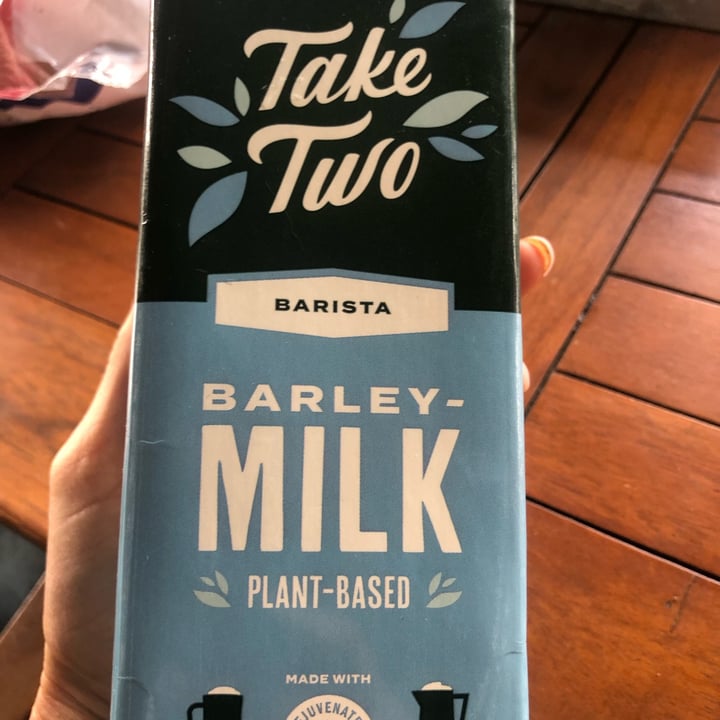 Take
Two
BARISTA
BARLEY-
MILK
PLANT-BASED
MADE WITH